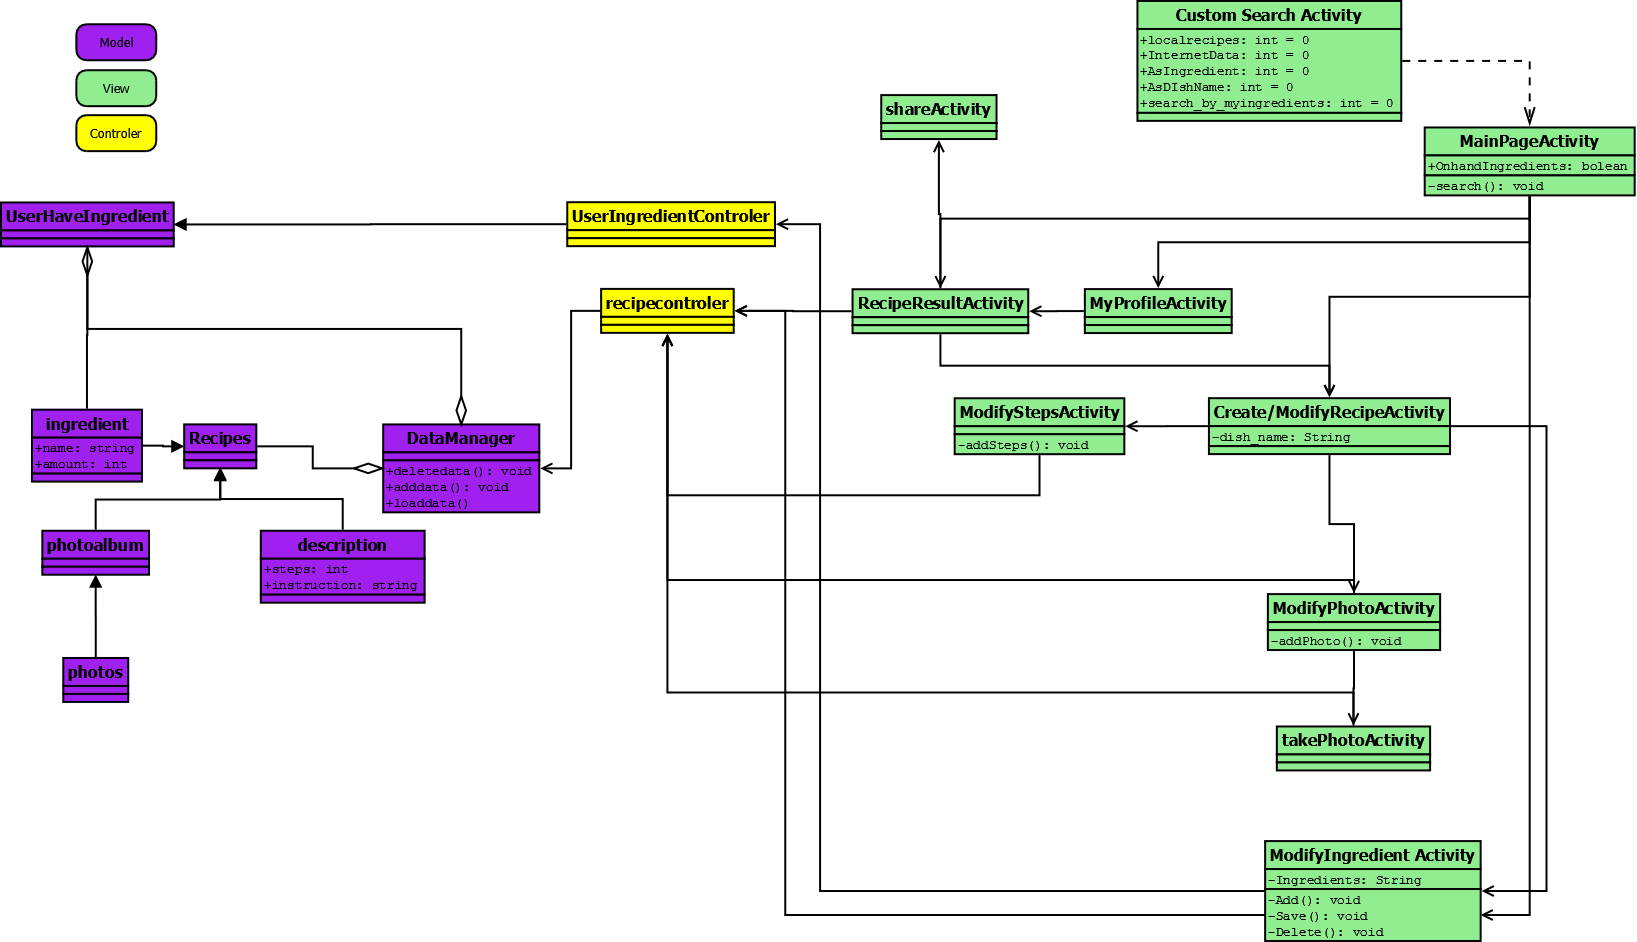 Model
View
Controler
Custom Search Activity
+localrecipes: int = 0
+InternetData: int = 0
+AsIngredient: int = 0
+AsDIshName: int = 0
+search_by_myingredients: int = 0
shareActivity
MainPageActivity
+OnhandIngredients: bolean
-search(): void
UserHaveIngredient
UserIngredientControler
recipecontroler
RecipeResultActivity
MyProfileActivity
ingredient
+name: string
+amount: int
Recipes
DataManager
+deletedata(): void
+adddata(): void
+loaddata()
ModifyStepsActivity
-addSteps(): void
Create/ModifyRecipeActivity
-dish_name: String
photoalbum
description
+steps: int
+instruction: string
ModifyPhotoActivity
-addPhoto(): void
photos
takePhotoActivity
ModifyIngredient Activity
-Ingredients: String
-Add(): void
-Save(): void
-Delete(): void